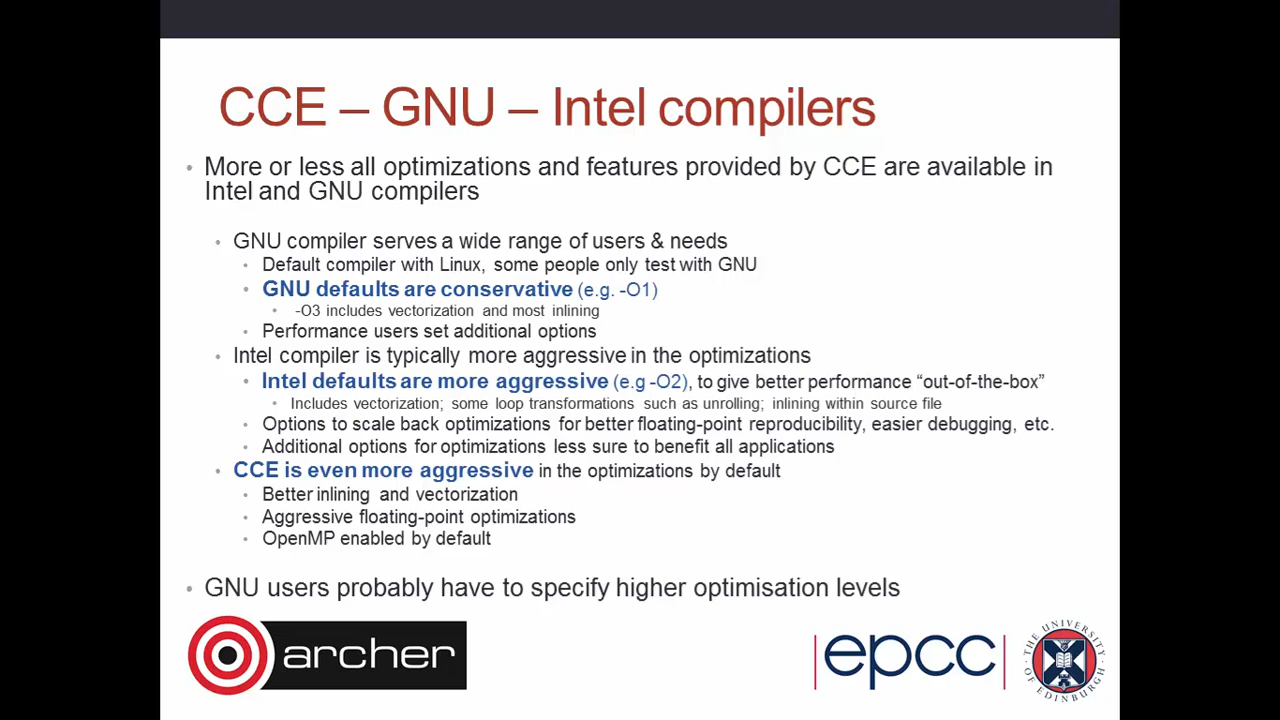 CCE – GNU – Intel compilers
• More or less all optimizations and features provided by CCE are available in
Intel and GNU compilers
• GNU compiler serves a wide range of users & needs
• Default compiler with Linux, some people only test with GNU
• GNU defaults are conservative (e.g. -O1)
• -O3 includes vectorization and most inlining
• Performance users set additional options
• Intel compiler is typically more aggressive in the optimizations
• Intel defaults are more aggressive (e.g -O2), to give better performance “out-of-the-box”
• Includes vectorization; some loop transformations such as unrolling; inlining within source file
• Options to scale back optimizations for better floating-point reproducibility, easier debugging, etc.
• Additional options for optimizations less sure to benefit all applications
• CCE is even more aggressive in the optimizations by default
• Better inlining and vectorization
• Aggressive floating-point optimizations
• OpenMP enabled by default
• GNU users probably have to specify higher optimisation levels
archer
epcc
THE UNIVERSITY OF EDINBURGH